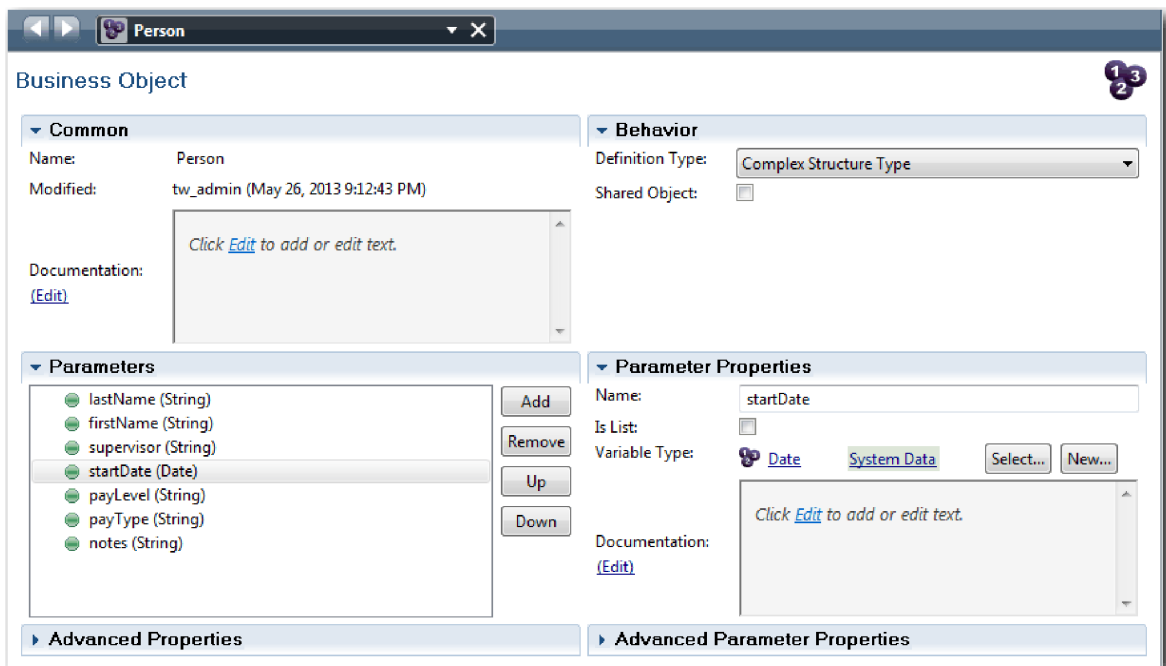 Person
Business Object
1 2 3
Common
Name: Person
Modified: tw_admin (May 26, 2013 9:12:43 PM)
Click Edit to add or edit text.
Documentation:
(Edit)
Behavior
Definition Type: Complex Structure Type
Shared Object:
Parameters
lastName (String)
firstName (String)
supervisor (String)
startDate (Date)
payLevel (String)
payType (String)
notes (String)
Add
Remove
Up
Down
Parameter Properties
Name: startDate
Is List:
Variable Type: Date System Data Select... New...
Click Edit to add or edit text.
Documentation:
(Edit)
Advanced Properties
Advanced Parameter Properties